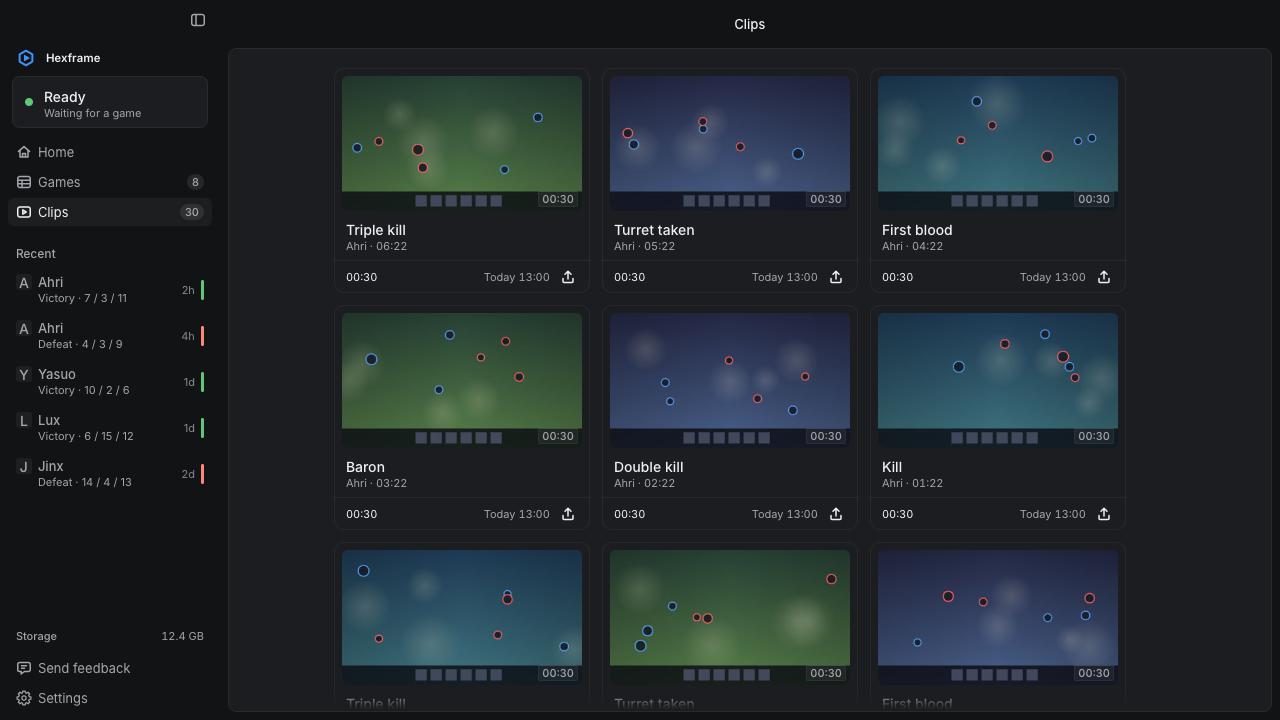 Clips
Hexframe
Ready
Waiting for a game
Home
Games 8
Clips 30
Recent
A Ahri
Victory · 7 / 3 / 11
2h
A Ahri
Defeat · 4 / 3 / 9
4h
Y Yasuo
Victory · 10 / 2 / 6
1d
L Lux
Victory · 6 / 15 / 12
1d
J Jinx
Defeat · 14 / 4 / 13
2d
Storage 12.4 GB
Send feedback
Settings
00:30
Triple kill
Ahri · 06:22
00:30 Today 13:00
00:30
Turret taken
Ahri · 05:22
00:30 Today 13:00
00:30
First blood
Ahri · 04:22
00:30 Today 13:00
00:30
Baron
Ahri · 03:22
00:30 Today 13:00
00:30
Double kill
Ahri · 02:22
00:30 Today 13:00
00:30
Kill
Ahri · 01:22
00:30 Today 13:00
00:30
Triple kill
00:30
Turret taken
00:30
First blood